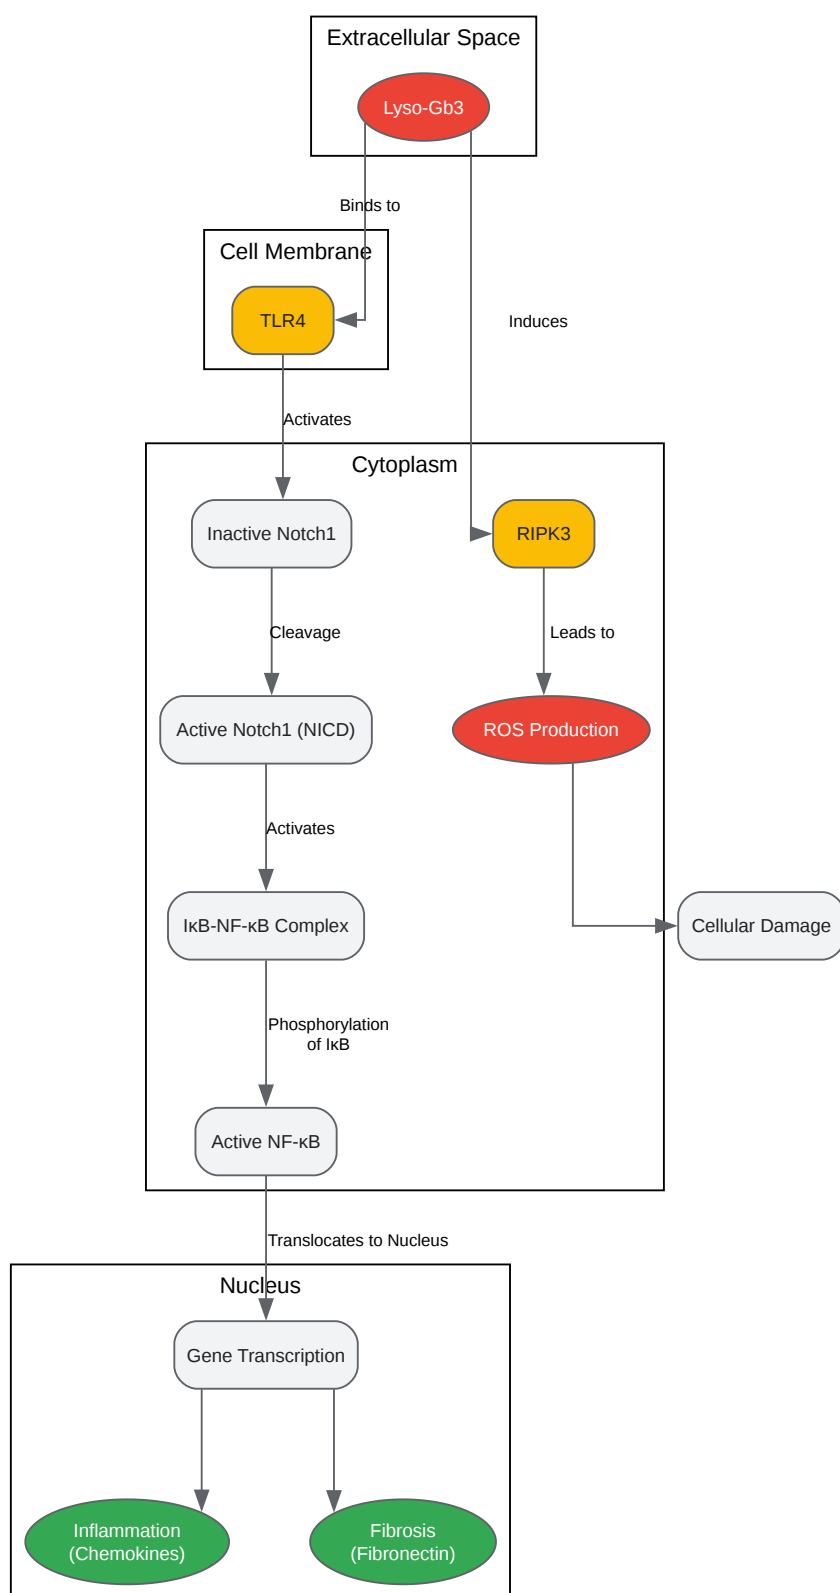 Extracellular Space
Lyso-Gb3
Binds to
Cell Membrane
TLR4
Induces
Activates
Cytoplasm
Inactive Notch1
RIPK3
Cleavage
Leads to
Active Notch1 (NICD)
ROS Production
Activates
IκB-NF-κB Complex
Cellular Damage
Phosphorylation
of IκB
Active NF-κB
Translocates to Nucleus
Nucleus
Gene Transcription
Inflammation
(Chemokines)
Fibrosis
(Fibronectin)